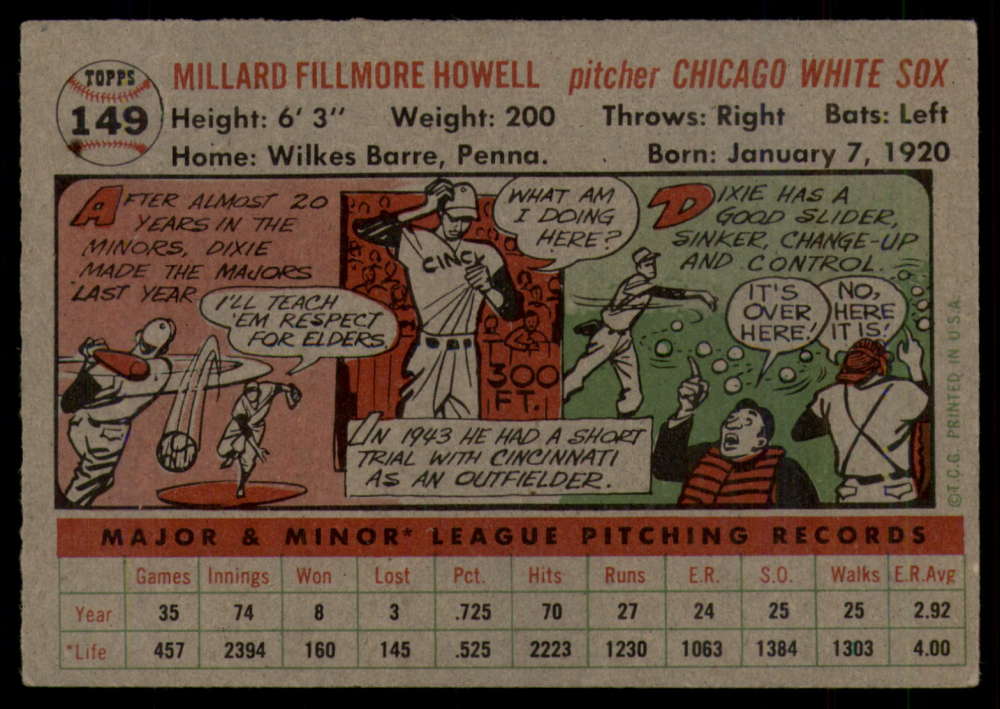 TOPPS
149
MILLARD FILLMORE HOWELL pitcher CHICAGO WHITE SOX
Height: 6' 3" Weight: 200 Throws: Right Bats: Left
Home: Wilkes Barre, Penna. Born: January 7, 1920
AFTER ALMOST 20
YEARS IN THE
MINORS, DIXIE
MADE THE MAJORS
LAST YEAR
I'LL TEACH
'EM RESPECT
FOR ELDERS.
WHAT AM
I DOING
HERE?
CINCY
300
FT.
IN 1943 HE HAD A SHORT
TRIAL WITH CINCINNATI
AS AN OUTFIELDER.
DIXIE HAS A
GOOD SLIDER,
SINKER, CHANGE-UP
AND CONTROL.
IT'S
OVER
HERE!
NO,
HERE
IT IS!
©T.C.G. PRINTED IN U.S.A.
MAJOR & MINOR* LEAGUE PITCHING RECORDS
Games Innings Won Lost Pct. Hits Runs E.R. S.O. Walks E.R.Avg
Year 35 74 8 3 .725 70 27 24 25 25 2.92
*Life 457 2394 160 145 .525 2223 1230 1063 1384 1303 4.00